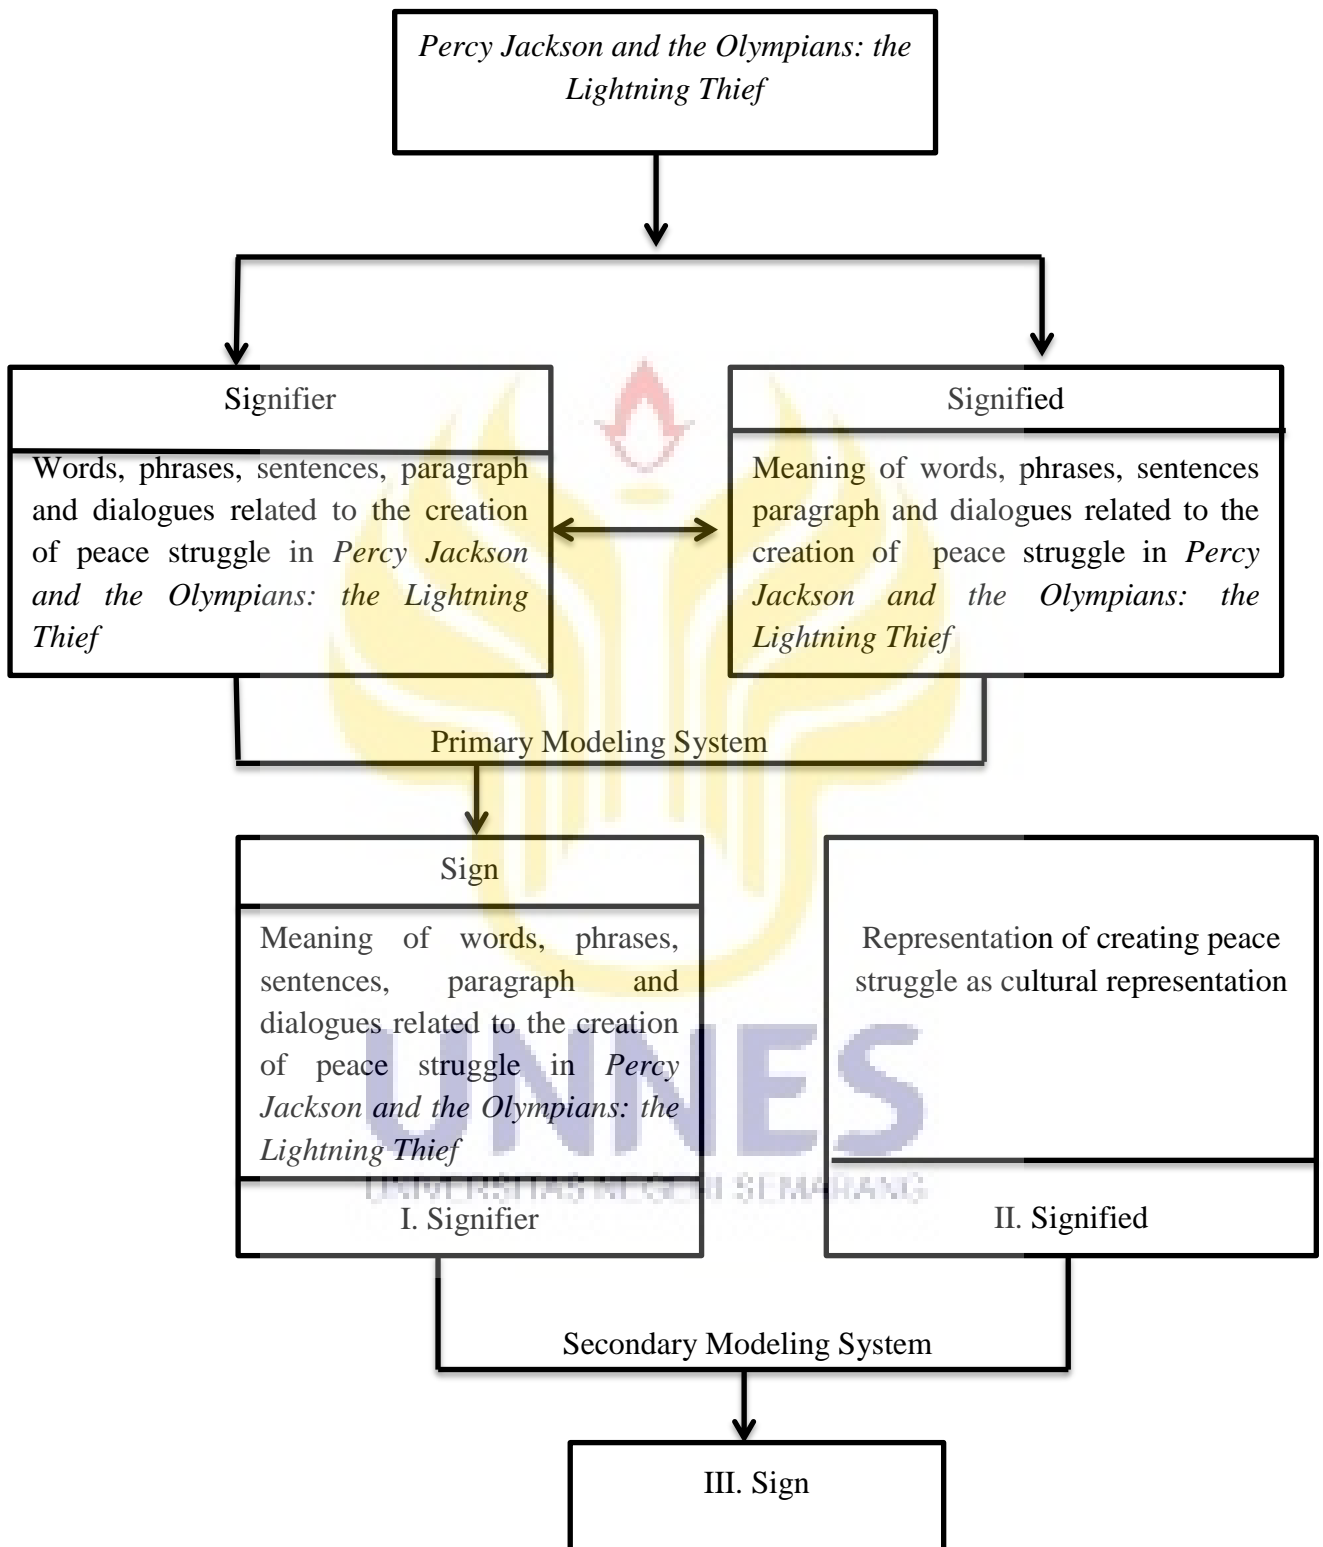 Percy Jackson and the Olympians: the
Lightning Thief
Signifier
Words, phrases, sentences, paragraph
and dialogues related to the creation
of peace struggle in Percy Jackson
and the Olympians: the Lightning
Thief
Signified
Meaning of words, phrases, sentences
paragraph and dialogues related to the
creation of peace struggle in Percy
Jackson and the Olympians: the
Lightning Thief
Primary Modeling System
Sign
Meaning of words, phrases,
sentences, paragraph and
dialogues related to the creation
of peace struggle in Percy
Jackson and the Olympians: the
Lightning Thief
I. Signifier
Representation of creating peace
struggle as cultural representation
II. Signified
UNNES
UNIVERSITAS NEGERI SEMARANG
Secondary Modeling System
III. Sign